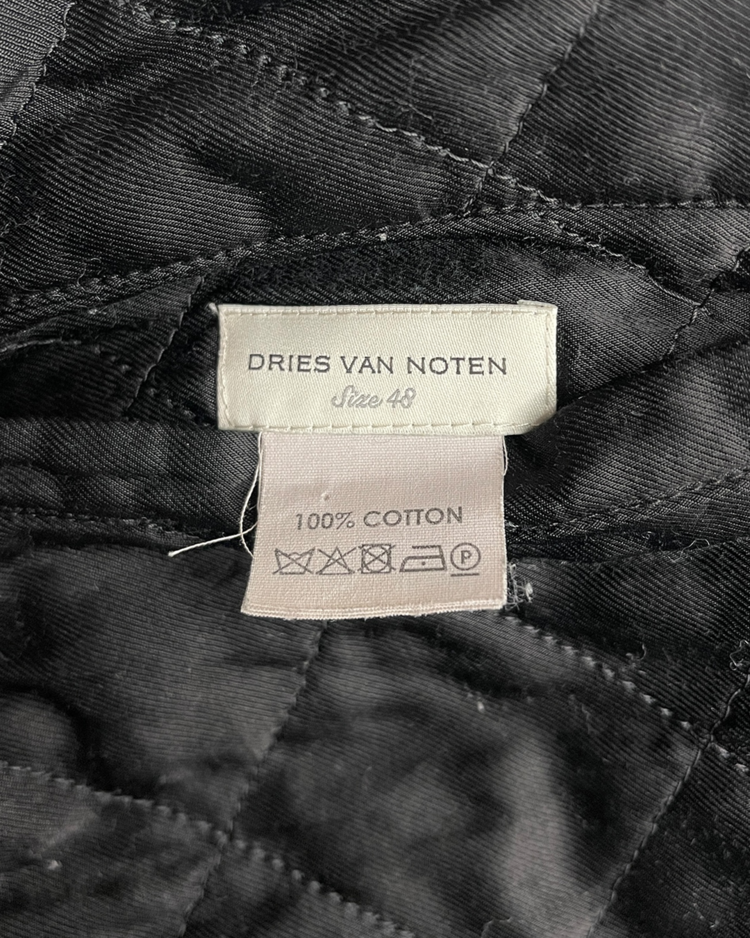 DRIES VAN NOTEN
Size 48
100% COTTON
P